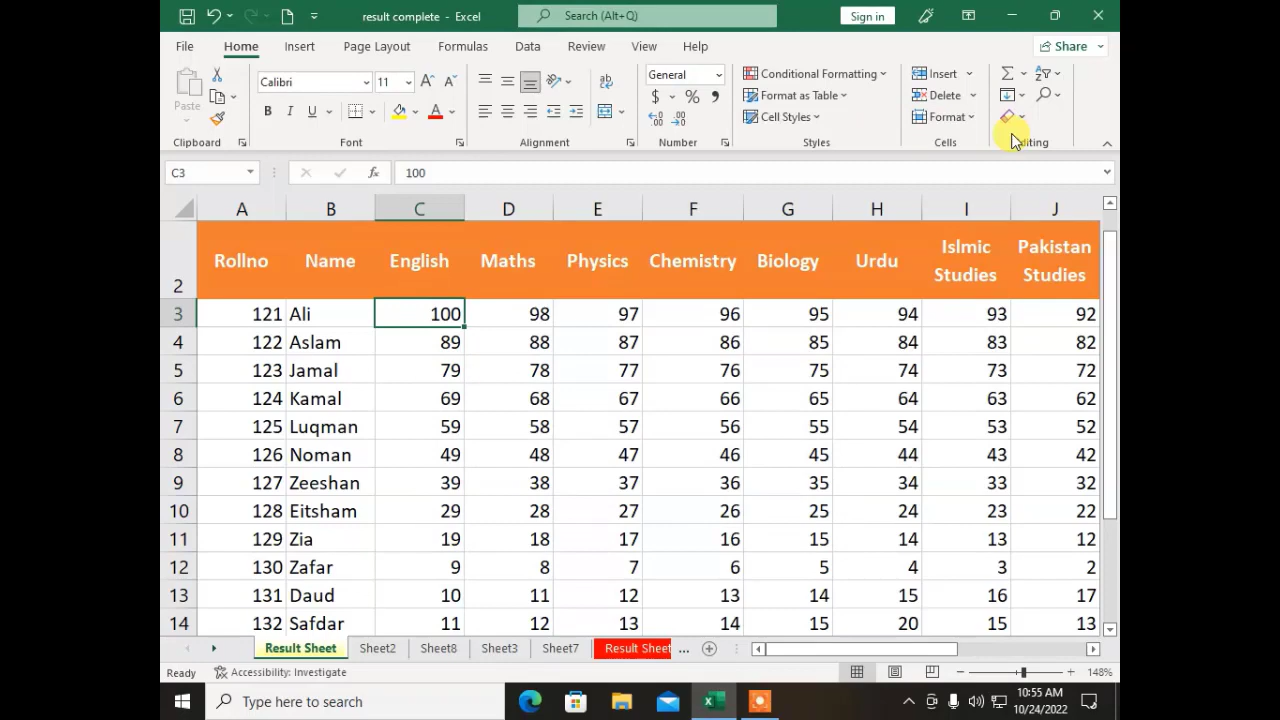 result complete - Excel
Search (Alt+Q)
Sign in
File Home Insert Page Layout Formulas Data Review View Help
Share
Paste
Calibri 11
General
Conditional Formatting
Format as Table
Cell Styles
Insert
Delete
Format
Clipboard Font Alignment Number Styles Cells Editing
C3 fx 100
A B C D E F G H I J
2 Rollno Name English Maths Physics Chemistry Biology Urdu Islmic Studies Pakistan Studies
3 121 Ali 100 98 97 96 95 94 93 92
4 122 Aslam 89 88 87 86 85 84 83 82
5 123 Jamal 79 78 77 76 75 74 73 72
6 124 Kamal 69 68 67 66 65 64 63 62
7 125 Luqman 59 58 57 56 55 54 53 52
8 126 Noman 49 48 47 46 45 44 43 42
9 127 Zeeshan 39 38 37 36 35 34 33 32
10 128 Eitsham 29 28 27 26 25 24 23 22
11 129 Zia 19 18 17 16 15 14 13 12
12 130 Zafar 9 8 7 6 5 4 3 2
13 131 Daud 10 11 12 13 14 15 16 17
14 132 Safdar 11 12 13 14 15 20 15 13
Result Sheet Sheet2 Sheet8 Sheet3 Sheet7 Result Sheet ...
Ready Accessibility: Investigate 148%
Type here to search
10:55 AM
10/24/2022